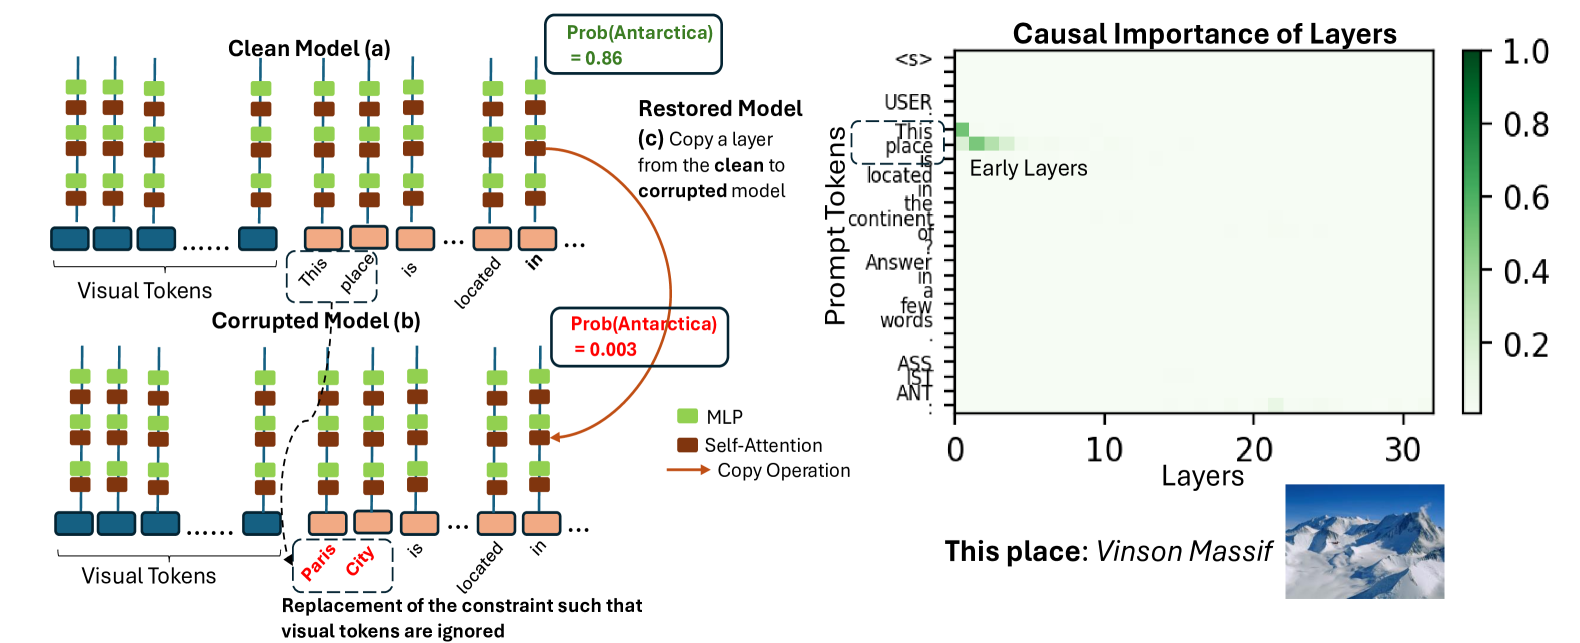 Clean Model (a)
Prob(Antarctica)
= 0.86
Restored Model
(c) Copy a layer
from the clean to
corrupted model
......
...
...
Visual Tokens
This
place
is
located
in
Corrupted Model (b)
Prob(Antarctica)
= 0.003
MLP
Self-Attention
Copy Operation
......
...
...
Visual Tokens
Paris
City
is
located
in
Replacement of the constraint such that
visual tokens are ignored
Causal Importance of Layers
Prompt Tokens
<s>
USER
:
This
place
is
located
in
the
continent
of
?
Answer
in
a
few
words
.
ASS
IST
ANT
:
Early Layers
0
10
20
30
Layers
1.0
0.8
0.6
0.4
0.2
This place: Vinson Massif